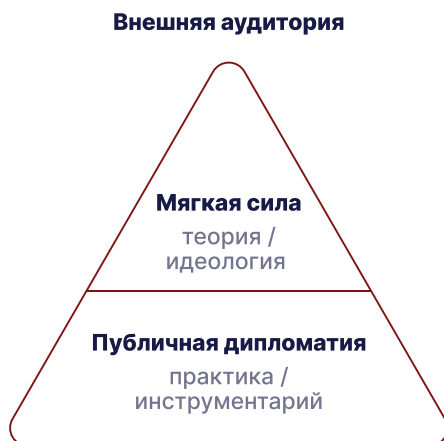 Внешняя аудитория
Мягкая сила
теория /
идеология
Публичная дипломатия
практика /
инструментарий